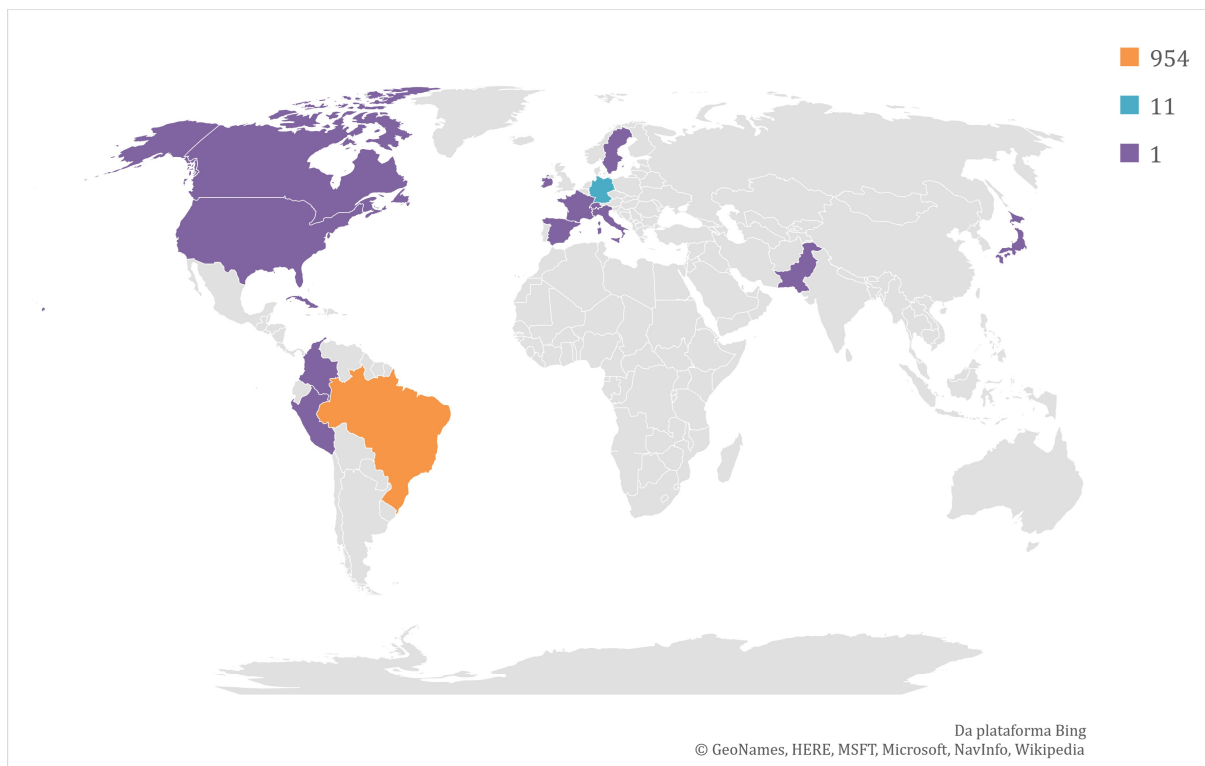 954
11
1
Da plataforma Bing
© GeoNames, HERE, MSFT, Microsoft, NavInfo, Wikipedia